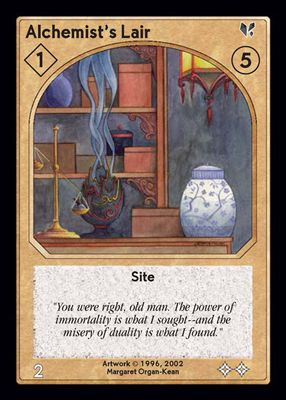 Alchemist's Lair
1
5
Site
"You were right, old man. The power of
immortality is what I sought--and the
misery of duality is what I found."
Artwork © 1996, 2002
Margaret Organ-Kean
2